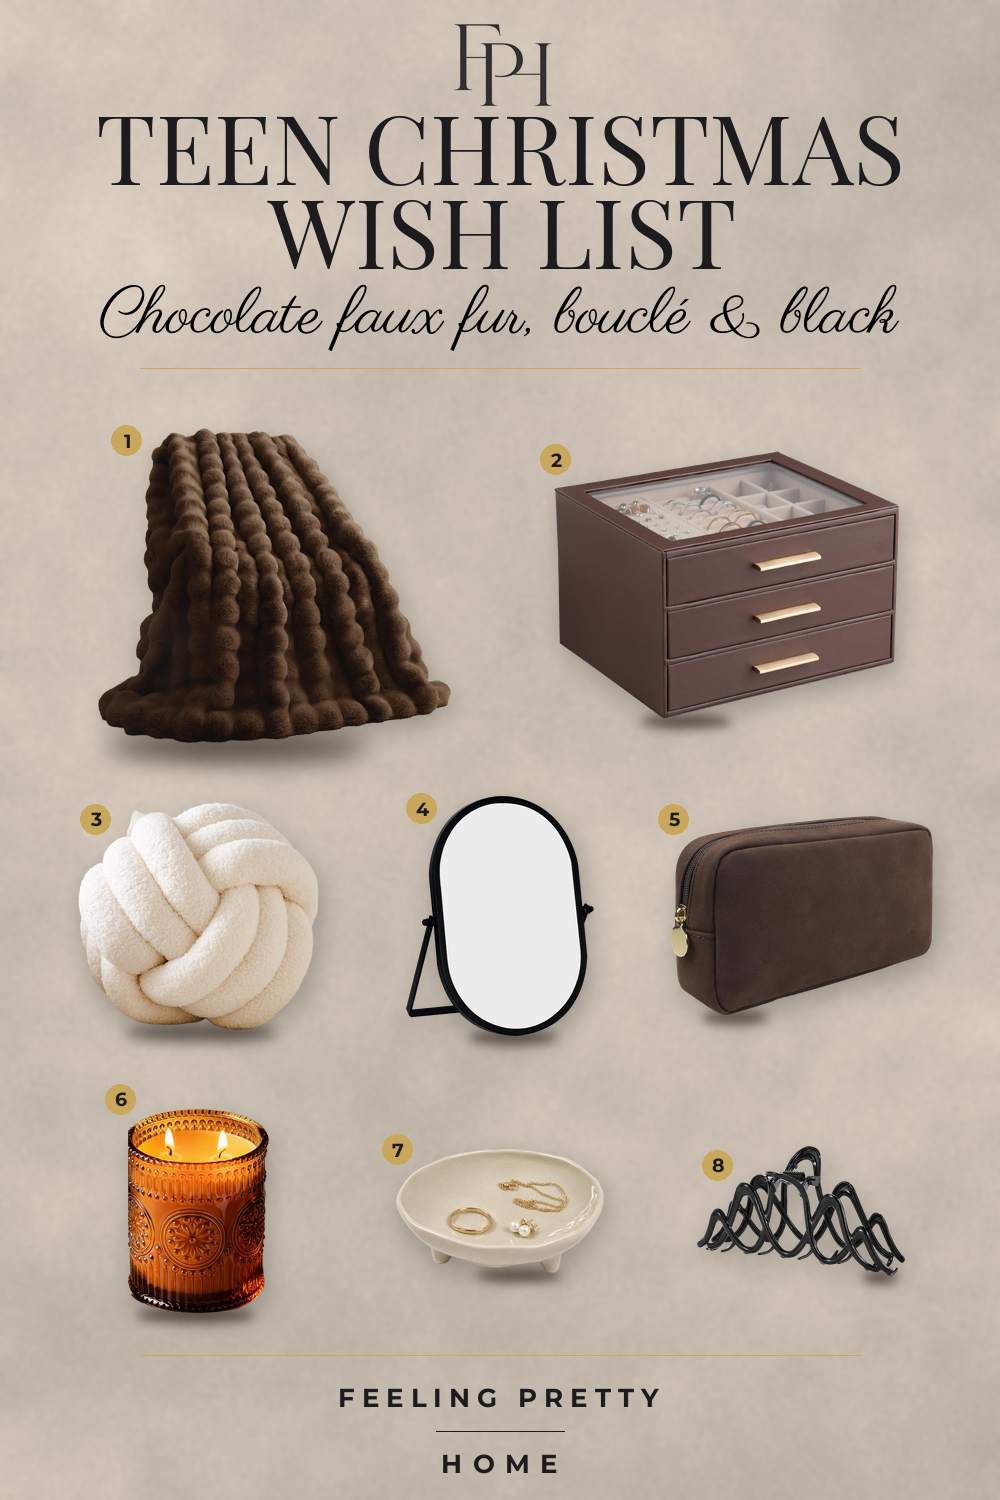 FPH
TEEN CHRISTMAS
WISH LIST
Chocolate faux fur, bouclé & black
1
2
3
4
5
6
7
8
FEELING PRETTY
HOME